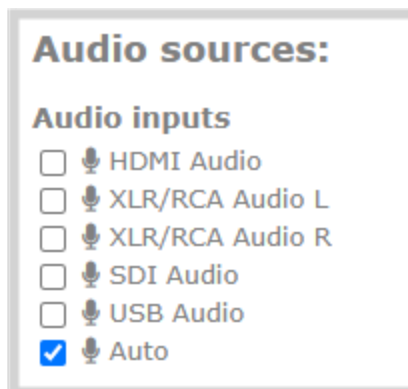 Audio sources:
Audio inputs
HDMI Audio
XLR/RCA Audio L
XLR/RCA Audio R
SDI Audio
USB Audio
Auto